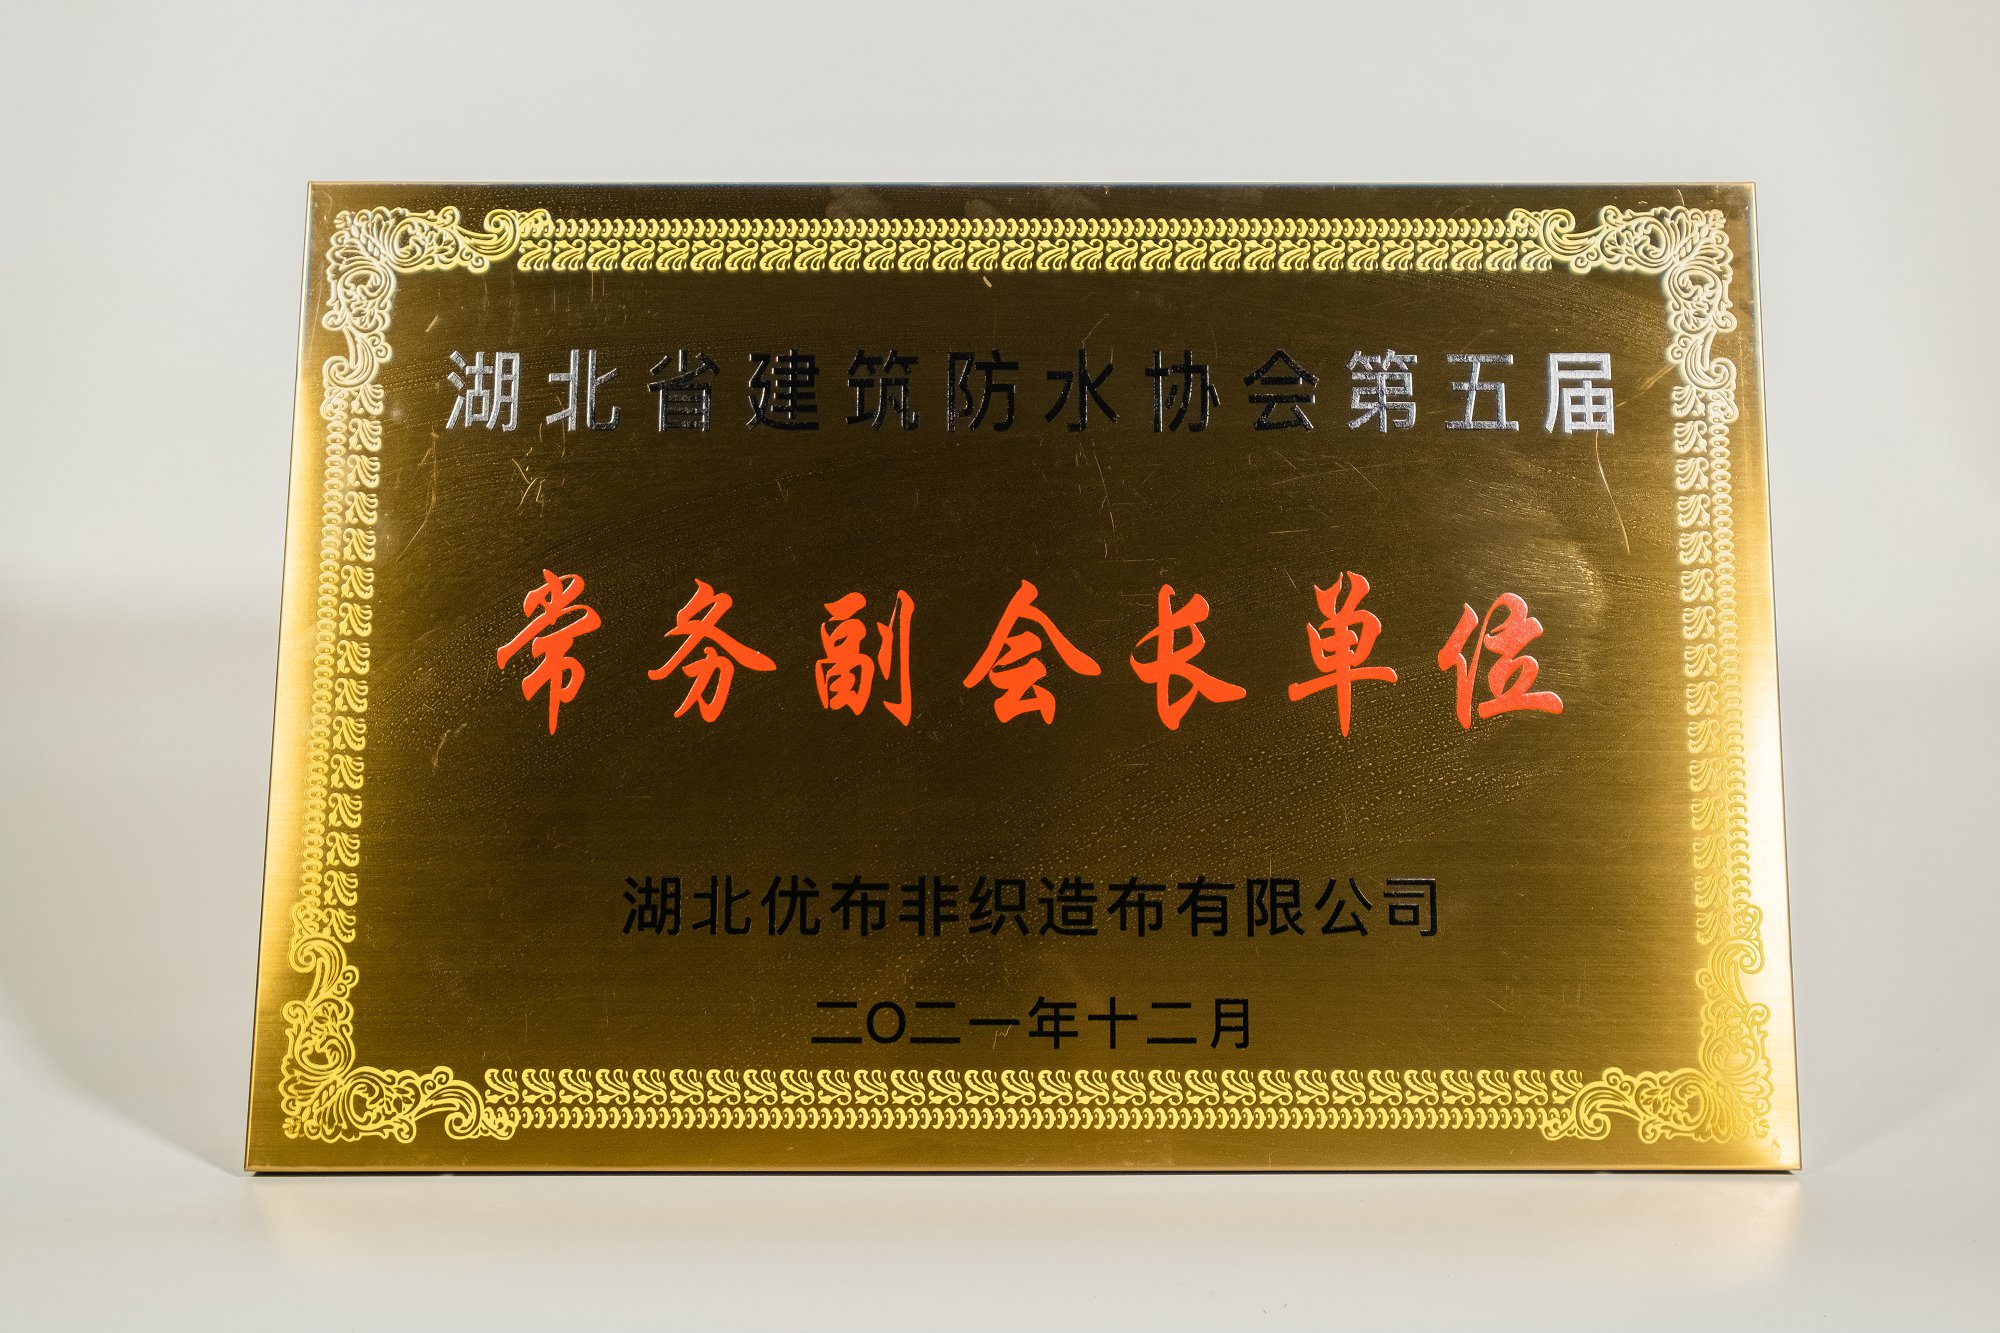 湖北省建筑防水协会第五届
常务副会长单位
湖北优布非织造布有限公司
二O二一年十二月